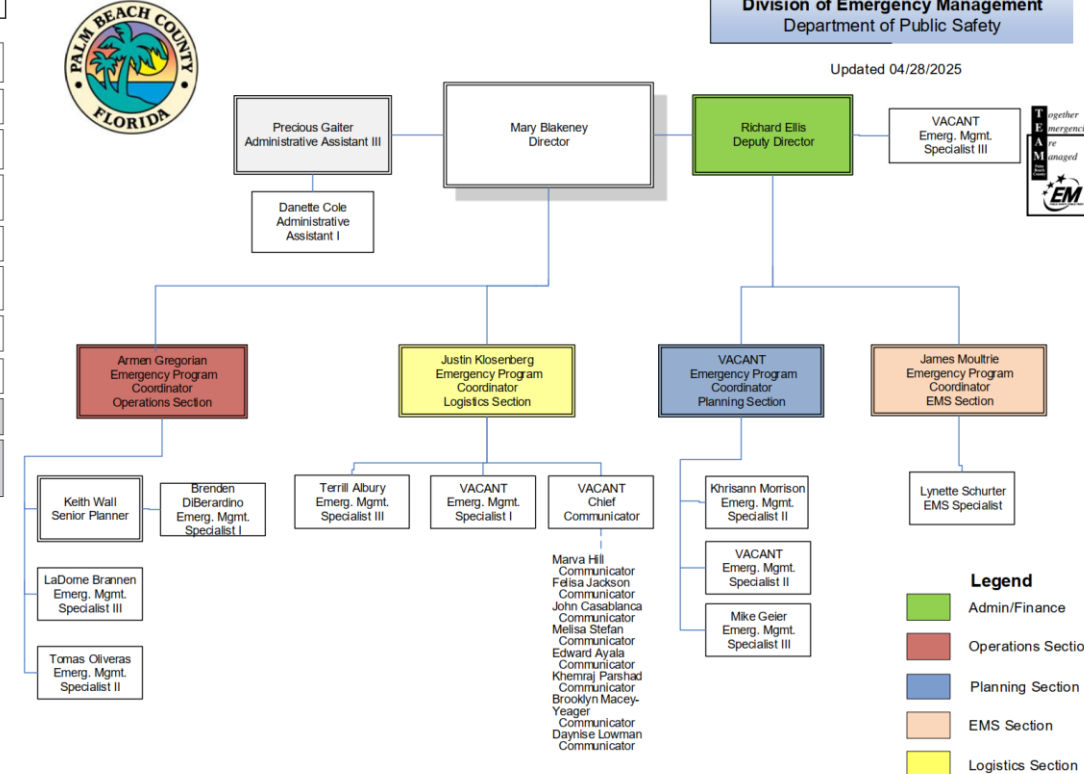 PALM BEACH COUNTY
FLORIDA
Division of Emergency Management
Department of Public Safety
Updated 04/28/2025
Precious Gaiter
Administrative Assistant III
Mary Blakeney
Director
Richard Ellis
Deputy Director
VACANT
Emerg. Mgmt.
Specialist III
Together
Emergenci
Are
Managed
EM
Danette Cole
Administrative
Assistant I
Armen Gregorian
Emergency Program
Coordinator
Operations Section
Justin Klosenberg
Emergency Program
Coordinator
Logistics Section
VACANT
Emergency Program
Coordinator
Planning Section
James Moultrie
Emergency Program
Coordinator
EMS Section
Keith Wall
Senior Planner
Brenden
DiBerardino
Emerg. Mgmt.
Specialist I
LaDorne Brannen
Emerg. Mgmt.
Specialist III
Tomas Oliveras
Emerg. Mgmt.
Specialist II
Terrill Albury
Emerg. Mgmt.
Specialist III
VACANT
Emerg. Mgmt.
Specialist I
VACANT
Chief
Communicator
Marva Hill
Communicator
Felisa Jackson
Communicator
John Casablanca
Communicator
Melisa Stefan
Communicator
Edward Ayala
Communicator
Khemraj Parshad
Communicator
Brooklyn Macey-
Yeager
Communicator
Daynise Lowman
Communicator
Khrisann Morrison
Emerg. Mgmt.
Specialist II
VACANT
Emerg. Mgmt.
Specialist II
Mike Geier
Emerg. Mgmt.
Specialist III
Lynette Schurter
EMS Specialist
Legend
Admin/Finance
Operations Sectio
Planning Section
EMS Section
Logistics Section